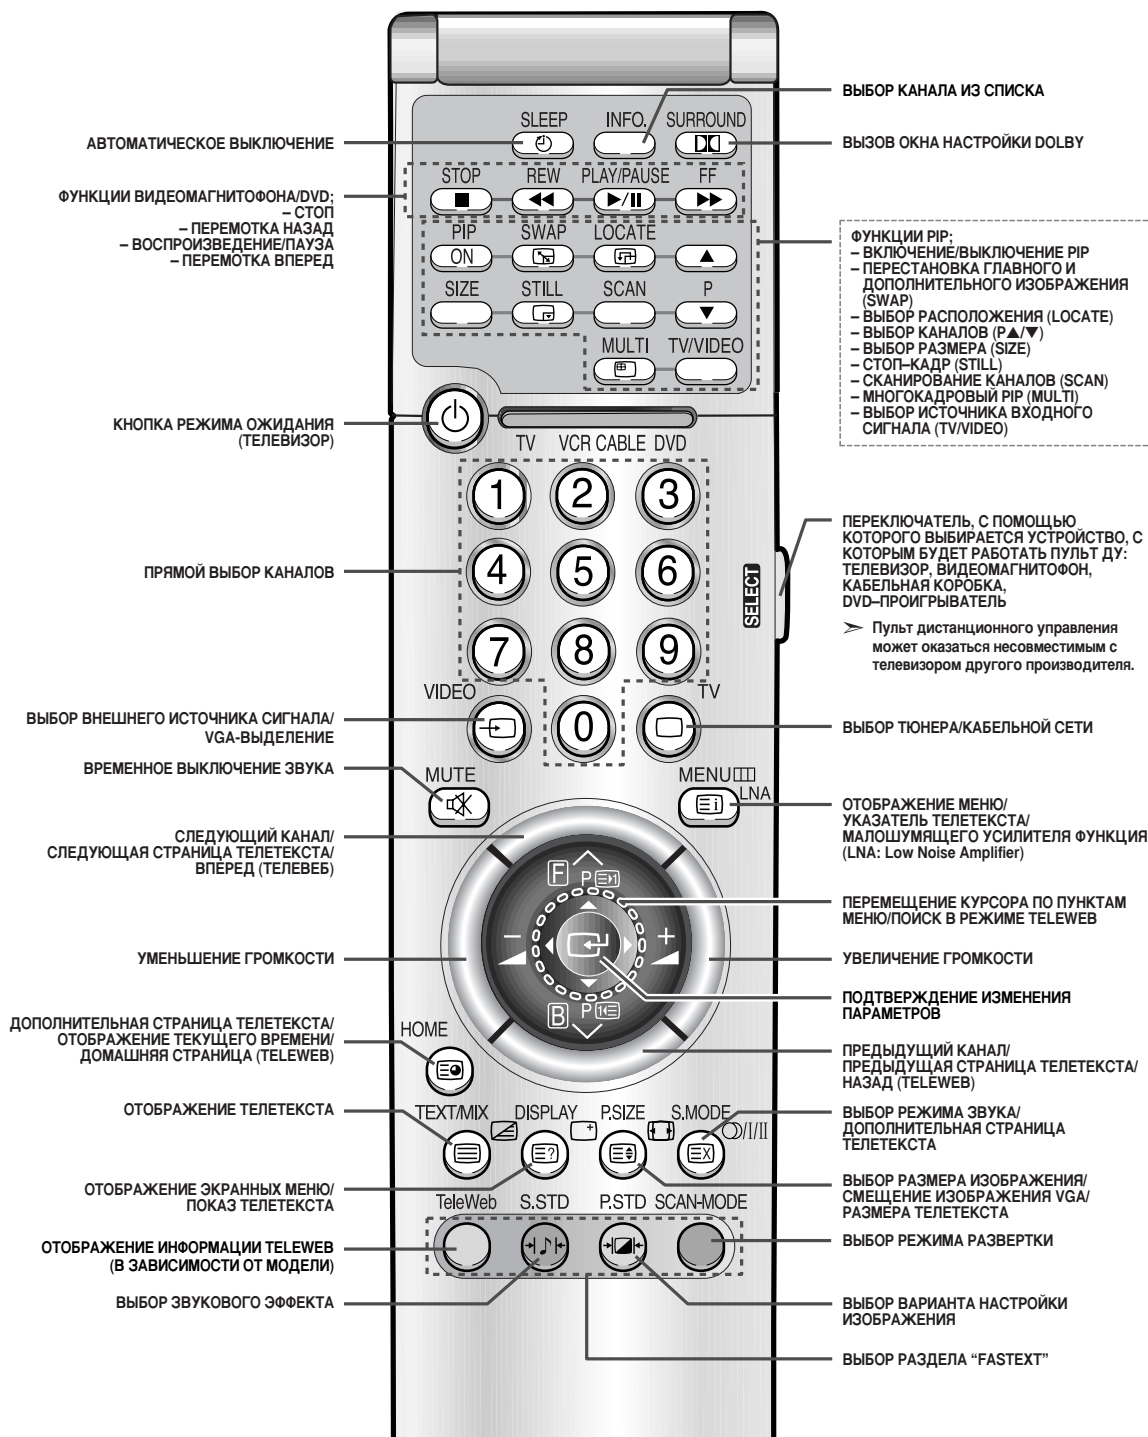 ВЫБОР КАНАЛА ИЗ СПИСКА
SLEEP INFO. SURROUND
АВТОМАТИЧЕСКОЕ ВЫКЛЮЧЕНИЕ
ВЫЗОВ ОКНА НАСТРОЙКИ DOLBY
STOP REW PLAY/PAUSE FF
ФУНКЦИИ ВИДЕОМАГНИТОФОНА/DVD;
– СТОП
– ПЕРЕМОТКА НАЗАД
– ВОСПРОИЗВЕДЕНИЕ/ПАУЗА
– ПЕРЕМОТКА ВПЕРЕД
PIP SWAP LOCATE
ON
SIZE STILL SCAN P
MULTI TV/VIDEO
ФУНКЦИИ PIP;
– ВКЛЮЧЕНИЕ/ВЫКЛЮЧЕНИЕ PIP
– ПЕРЕСТАНОВКА ГЛАВНОГО И
ДОПОЛНИТЕЛЬНОГО ИЗОБРАЖЕНИЯ
(SWAP)
– ВЫБОР РАСПОЛОЖЕНИЯ (LOCATE)
– ВЫБОР КАНАЛОВ (P▲/▼)
– ВЫБОР РАЗМЕРА (SIZE)
– СТОП–КАДР (STILL)
– СКАНИРОВАНИЕ КАНАЛОВ (SCAN)
– МНОГОКАДРОВЫЙ PIP (MULTI)
– ВЫБОР ИСТОЧНИКА ВХОДНОГО
СИГНАЛА (TV/VIDEO)
КНОПКА РЕЖИМА ОЖИДАНИЯ
(ТЕЛЕВИЗОР)
TV VCR CABLE DVD
1 2 3
4 5 6
7 8 9
0
ПРЯМОЙ ВЫБОР КАНАЛОВ
SELECT
ПЕРЕКЛЮЧАТЕЛЬ, С ПОМОЩЬЮ
КОТОРОГО ВЫБИРАЕТСЯ УСТРОЙСТВО, С
КОТОРЫМ БУДЕТ РАБОТАТЬ ПУЛЬТ ДУ:
ТЕЛЕВИЗОР, ВИДЕОМАГНИТОФОН,
КАБЕЛЬНАЯ КОРОБКА,
DVD–ПРОИГРЫВАТЕЛЬ
➢ Пульт дистанционного управления
может оказаться несовместимым с
телевизором другого производителя.
VIDEO TV
ВЫБОР ВНЕШНЕГО ИСТОЧНИКА СИГНАЛА/
VGA-ВЫДЕЛЕНИЕ
ВЫБОР ТЮНЕРА/КАБЕЛЬНОЙ СЕТИ
ВРЕМЕННОЕ ВЫКЛЮЧЕНИЕ ЗВУКА
MUTE MENU
LNA
i
ОТОБРАЖЕНИЕ МЕНЮ/
УКАЗАТЕЛЬ ТЕЛЕТЕКСТА/
МАЛОШУМЯЩЕГО УСИЛИТЕЛЯ ФУНКЦИЯ
(LNA: Low Noise Amplifier)
СЛЕДУЮЩИЙ КАНАЛ/
СЛЕДУЮЩАЯ СТРАНИЦА ТЕЛЕТЕКСТА/
ВПЕРЕД (ТЕЛЕВЕБ)
F P
ПЕРЕМЕЩЕНИЕ КУРСОРА ПО ПУНКТАМ
МЕНЮ/ПОИСК В РЕЖИМЕ TELEWEB
– +
УМЕНЬШЕНИЕ ГРОМКОСТИ
УВЕЛИЧЕНИЕ ГРОМКОСТИ
ПОДТВЕРЖДЕНИЕ ИЗМЕНЕНИЯ
ПАРАМЕТРОВ
B P
ДОПОЛНИТЕЛЬНАЯ СТРАНИЦА ТЕЛЕТЕКСТА/
ОТОБРАЖЕНИЕ ТЕКУЩЕГО ВРЕМЕНИ/
ДОМАШНЯЯ СТРАНИЦА (TELEWEB)
HOME
ПРЕДЫДУЩИЙ КАНАЛ/
ПРЕДЫДУЩАЯ СТРАНИЦА ТЕЛЕТЕКСТА/
НАЗАД (TELEWEB)
ОТОБРАЖЕНИЕ ТЕЛЕТЕКСТА
TEXT/MIX DISPLAY P.SIZE S.MODE
? X I/II
ВЫБОР РЕЖИМА ЗВУКА/
ДОПОЛНИТЕЛЬНАЯ СТРАНИЦА
ТЕЛЕТЕКСТА
ОТОБРАЖЕНИЕ ЭКРАННЫХ МЕНЮ/
ПОКАЗ ТЕЛЕТЕКСТА
ВЫБОР РАЗМЕРА ИЗОБРАЖЕНИЯ/
СМЕЩЕНИЕ ИЗОБРАЖЕНИЯ VGA/
РАЗМЕРА ТЕЛЕТЕКСТА
TeleWeb S.STD P.STD SCAN-MODE
ОТОБРАЖЕНИЕ ИНФОРМАЦИИ TELEWEB
(В ЗАВИСИМОСТИ ОТ МОДЕЛИ)
ВЫБОР РЕЖИМА РАЗВЕРТКИ
ВЫБОР ЗВУКОВОГО ЭФФЕКТА
ВЫБОР ВАРИАНТА НАСТРОЙКИ
ИЗОБРАЖЕНИЯ
ВЫБОР РАЗДЕЛА “FASTEXT”